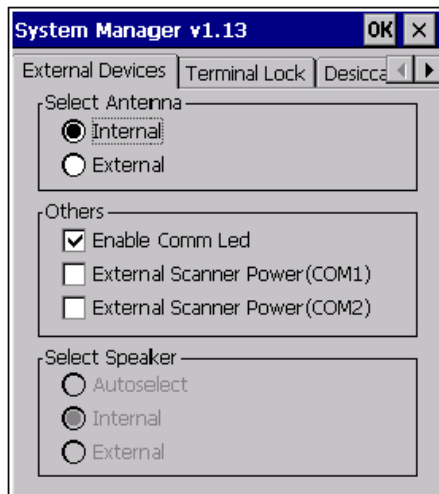 System Manager v1.13 OK ×
External Devices Terminal Lock Desicca
Select Antenna
Internal
External
Others
Enable Comm Led
External Scanner Power(COM1)
External Scanner Power(COM2)
Select Speaker
Autoselect
Internal
External